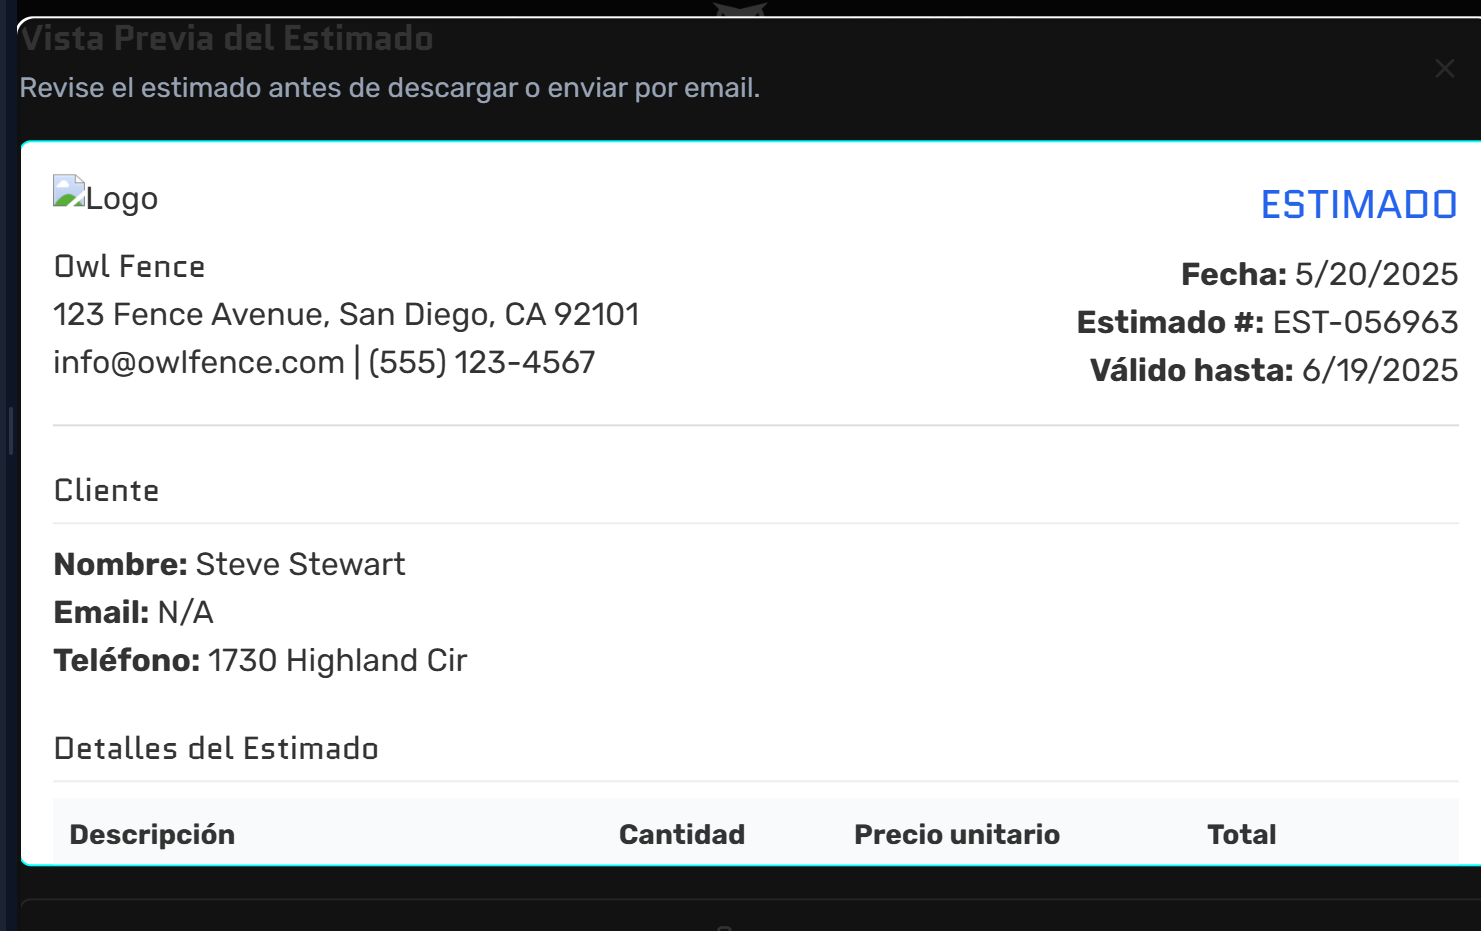 Vista Previa del Estimado
Revise el estimado antes de descargar o enviar por email.
Logo
ESTIMADO
Owl Fence
123 Fence Avenue, San Diego, CA 92101
info@owlfence.com | (555) 123-4567
Fecha: 5/20/2025
Estimado #: EST-056963
Válido hasta: 6/19/2025
Cliente
Nombre: Steve Stewart
Email: N/A
Teléfono: 1730 Highland Cir
Detalles del Estimado
Descripción Cantidad Precio unitario Total